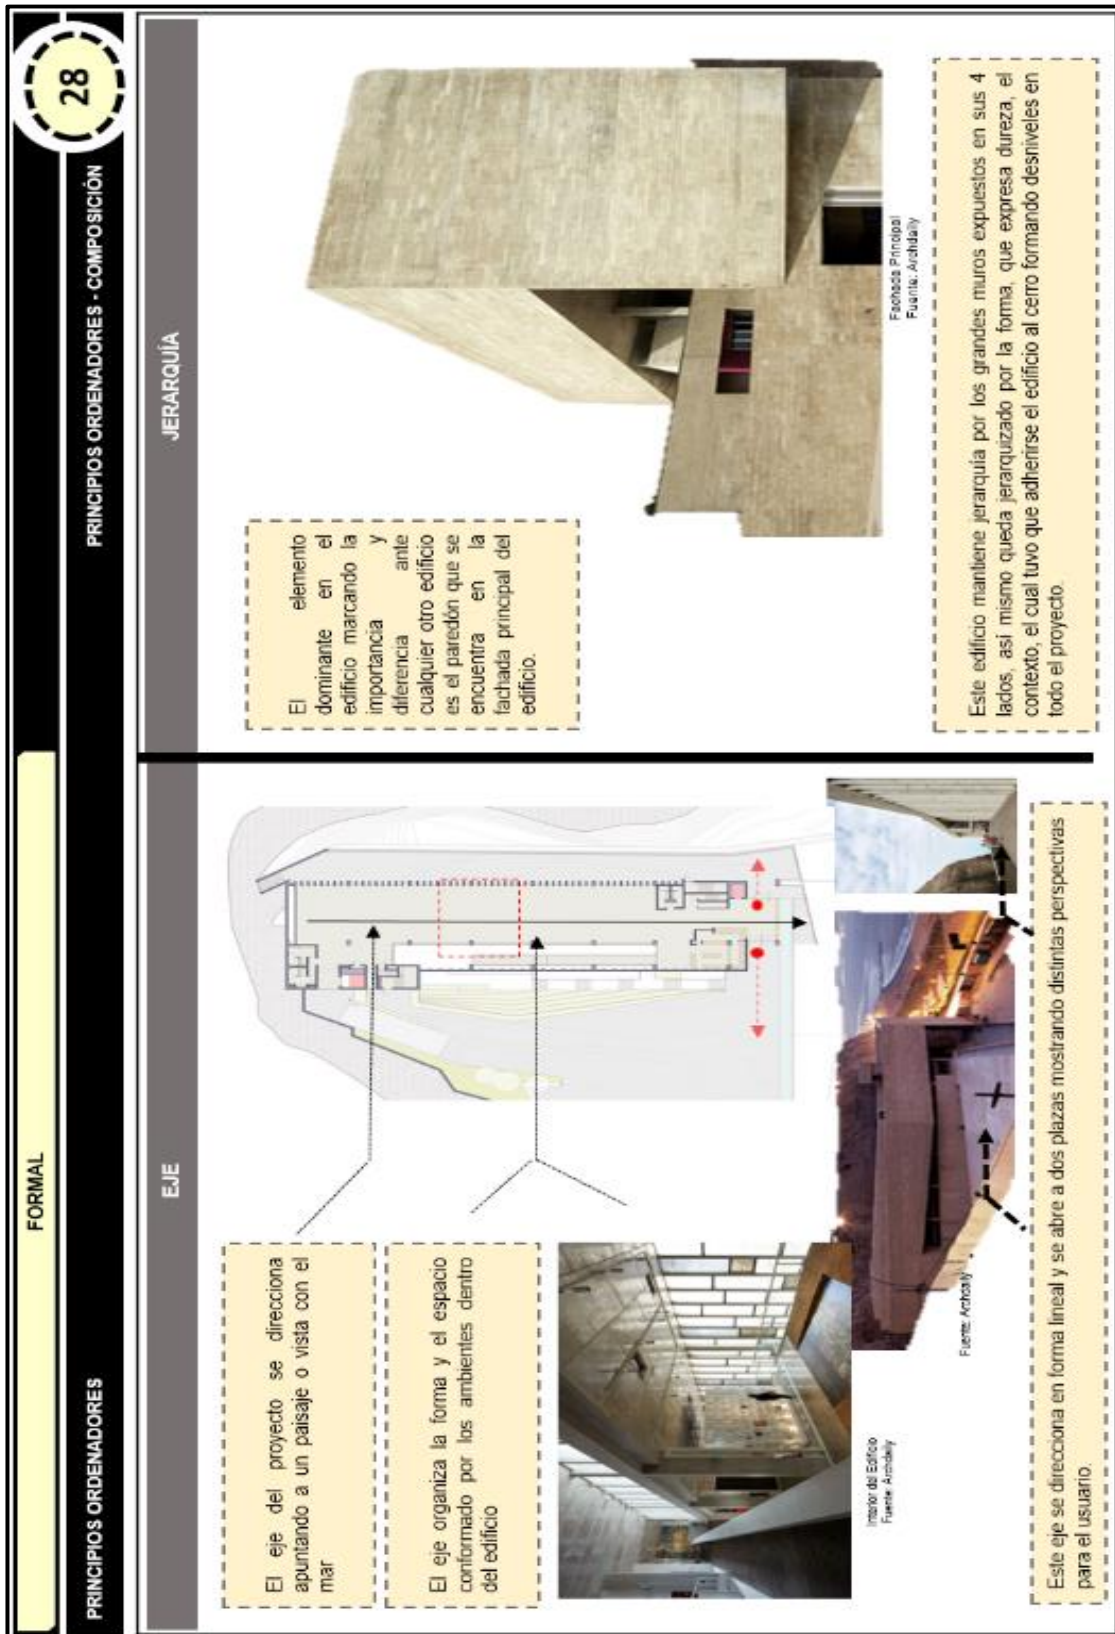 FORMAL
28
PRINCIPIOS ORDENADORES
PRINCIPIOS ORDENADORES - COMPOSICIÓN
EJE
El eje del proyecto se direcciona
apuntando a un paisaje o vista con el
mar
El eje organiza la forma y el espacio
conformado por los ambientes dentro
del edificio
Interior del Edificio
Fuente: Archdaily
Fuente: Archdaily
Este eje se direcciona en forma lineal y se abre a dos plazas mostrando distintas perspectivas
para el usuario.
JERARQUÍA
El elemento
dominante en el
edificio marcando la
importancia y
diferencia ante
cualquier otro edificio
es el paredón que se
encuentra en la
fachada principal del
edificio.
Fachada Principal
Fuente: Archdaily
Este edificio mantiene jerarquía por los grandes muros expuestos en sus 4
lados, así mismo queda jerarquizado por la forma, que expresa dureza, el
contexto, el cual tuvo que adherirse el edificio al cerro formando desniveles en
todo el proyecto.